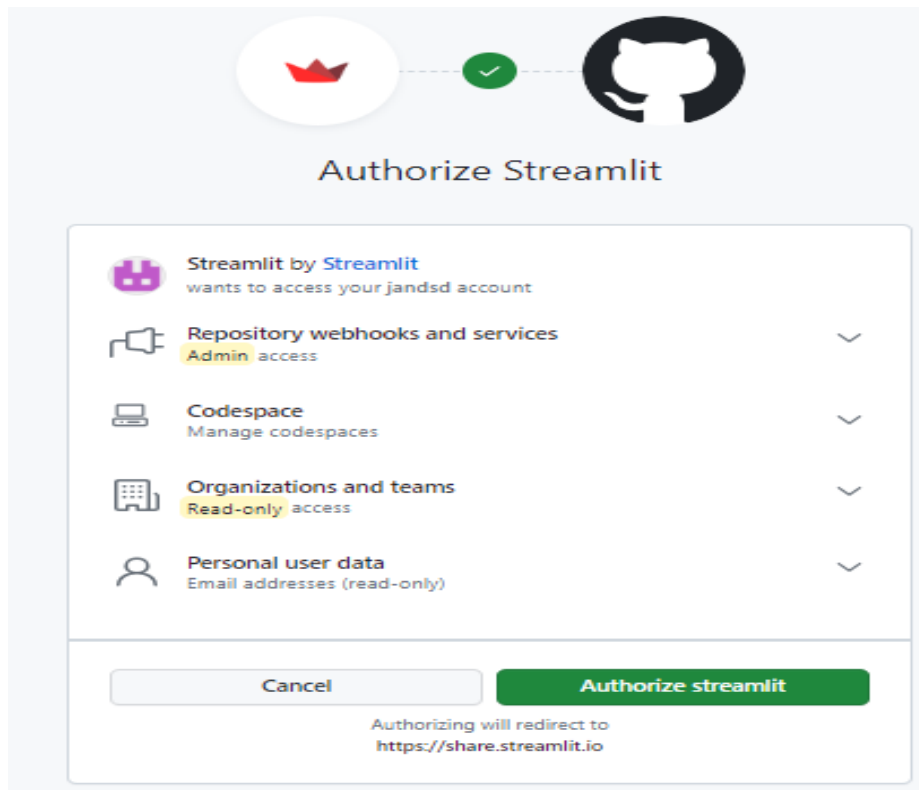 Authorize Streamlit
Streamlit by Streamlit
wants to access your jandsd account
Repository webhooks and services
Admin access
Codespace
Manage codespaces
Organizations and teams
Read-only access
Personal user data
Email addresses (read-only)
Cancel
Authorize streamlit
Authorizing will redirect to
https://share.streamlit.io